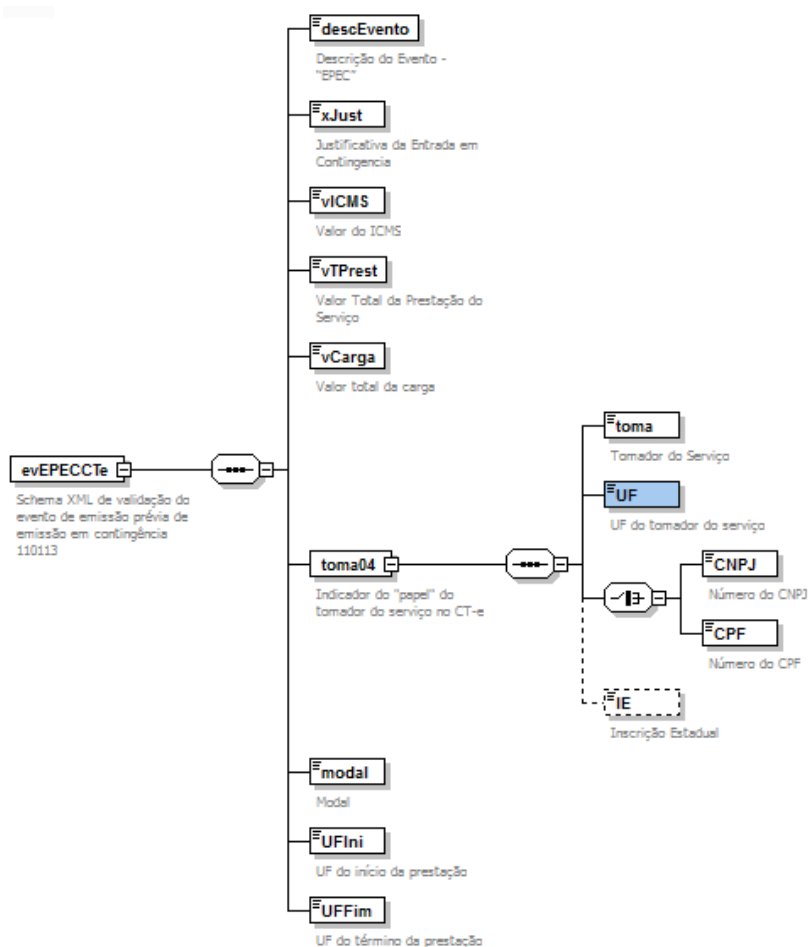 descEvento
Descrição do Evento -
"EPEC"
xJust
Justificativa da Entrada em
Contingencia
vICMS
Valor do ICMS
vTPrest
Valor Total da Prestação do
Serviço
vCarga
Valor total da carga
evEPECCTe
Schema XML de validação do
evento de emissão prévia de
emissão em contingência
110113
toma04
Indicador do "papel" do
tomador do serviço no CT-e
toma
Tomador do Serviço
UF
UF do tomador do serviço
CNPJ
Número do CNPJ
CPF
Número do CPF
IE
Inscrição Estadual
modal
Modal
UFIni
UF do início da prestação
UFFim
UF do término da prestação